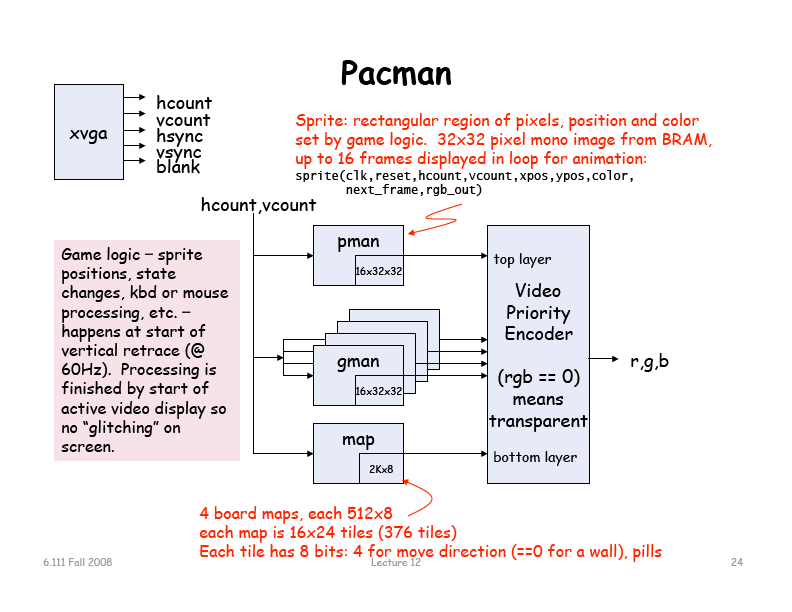 Pacman
xvga
hcount
vcount
hsync
vsync
blank
Sprite: rectangular region of pixels, position and color
set by game logic. 32x32 pixel mono image from BRAM,
up to 16 frames displayed in loop for animation:
sprite(clk,reset,hcount,vcount,xpos,ypos,color,
next_frame,rgb_out)
hcount,vcount
Game logic – sprite
positions, state
changes, kbd or mouse
processing, etc. –
happens at start of
vertical retrace (@
60Hz). Processing is
finished by start of
active video display so
no “glitching” on
screen.
pman
16x32x32
gman
16x32x32
map
2Kx8
top layer
Video
Priority
Encoder
(rgb == 0)
means
transparent
bottom layer
r,g,b
4 board maps, each 512x8
each map is 16x24 tiles (376 tiles)
Each tile has 8 bits: 4 for move direction (==0 for a wall), pills
6.111 Fall 2008
Lecture 12
24